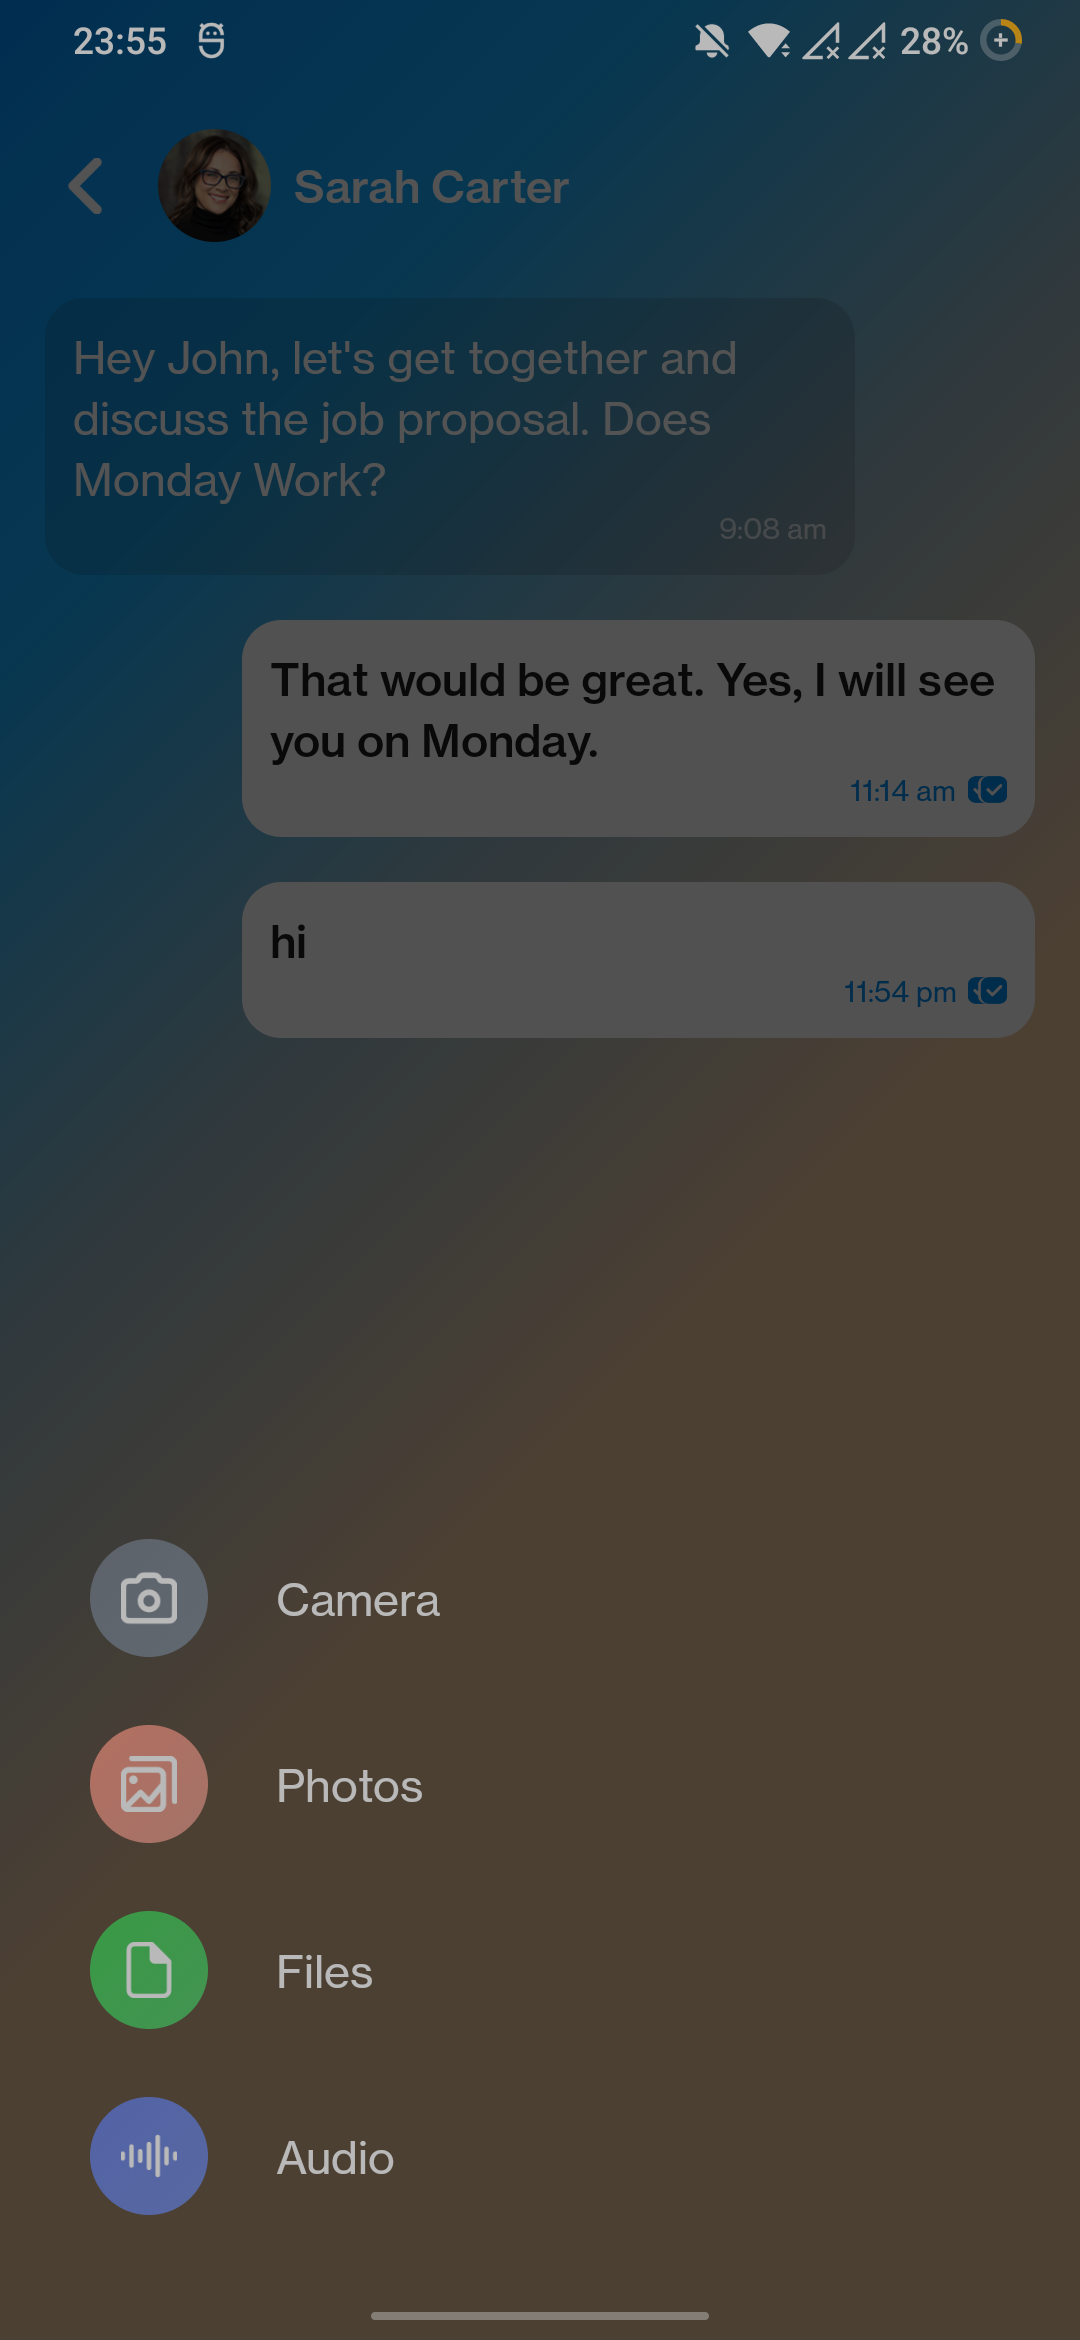 23:55
28%
Sarah Carter
Hey John, let's get together and
discuss the job proposal. Does
Monday Work?
9:08 am
That would be great. Yes, I will see
you on Monday.
11:14 am
hi
11:54 pm
Camera
Photos
Files
Audio